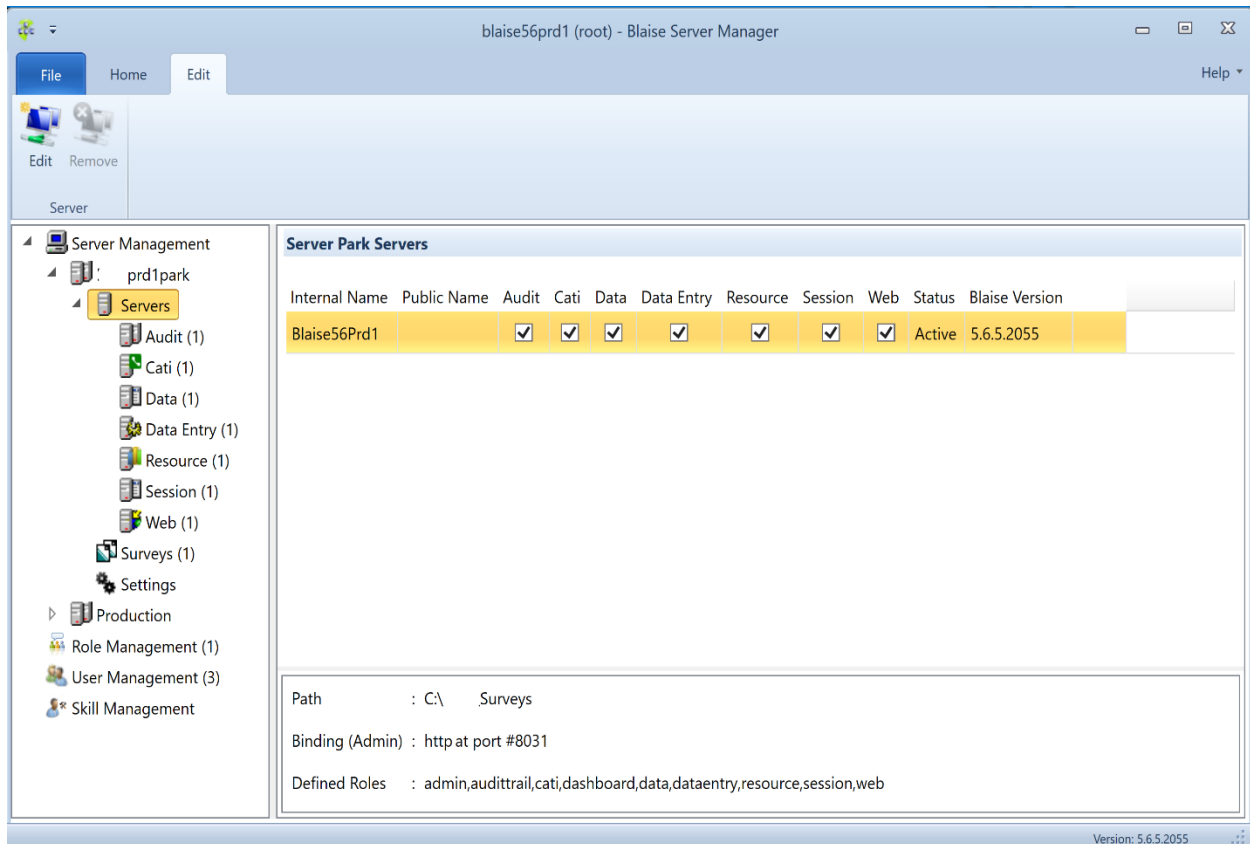 blaise56prd1 (root) - Blaise Server Manager
File Home Edit Help
Edit Remove
Server
Server Management
prd1park
Servers
Audit (1)
Cati (1)
Data (1)
Data Entry (1)
Resource (1)
Session (1)
Web (1)
Surveys (1)
Settings
Production
Role Management (1)
User Management (3)
Skill Management
Server Park Servers
Internal Name Public Name Audit Cati Data Data Entry Resource Session Web Status Blaise Version
Blaise56Prd1 Active 5.6.5.2055
Path : C:\ Surveys
Binding (Admin) : http at port #8031
Defined Roles : admin,audittrail,cati,dashboard,data,dataentry,resource,session,web
Version: 5.6.5.2055